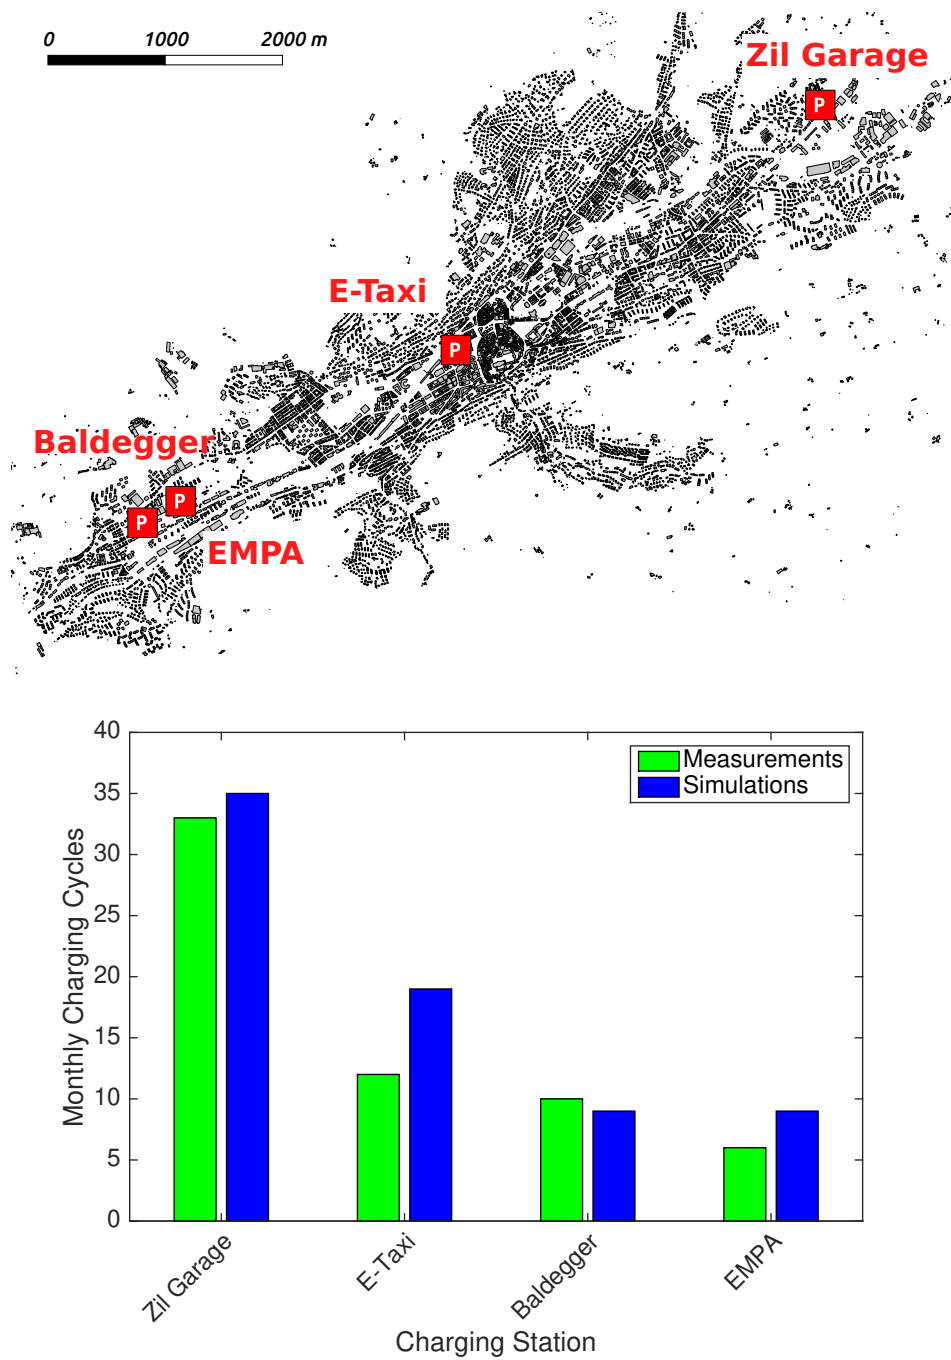 0 1000 2000 m
Zil Garage
P
E-Taxi
P
Baldegger
P
P
EMPA
40
35
30
25
20
15
10
5
0
Monthly Charging Cycles
Measurements
Simulations
Zil Garage
E-Taxi
Baldegger
EMPA
Charging Station